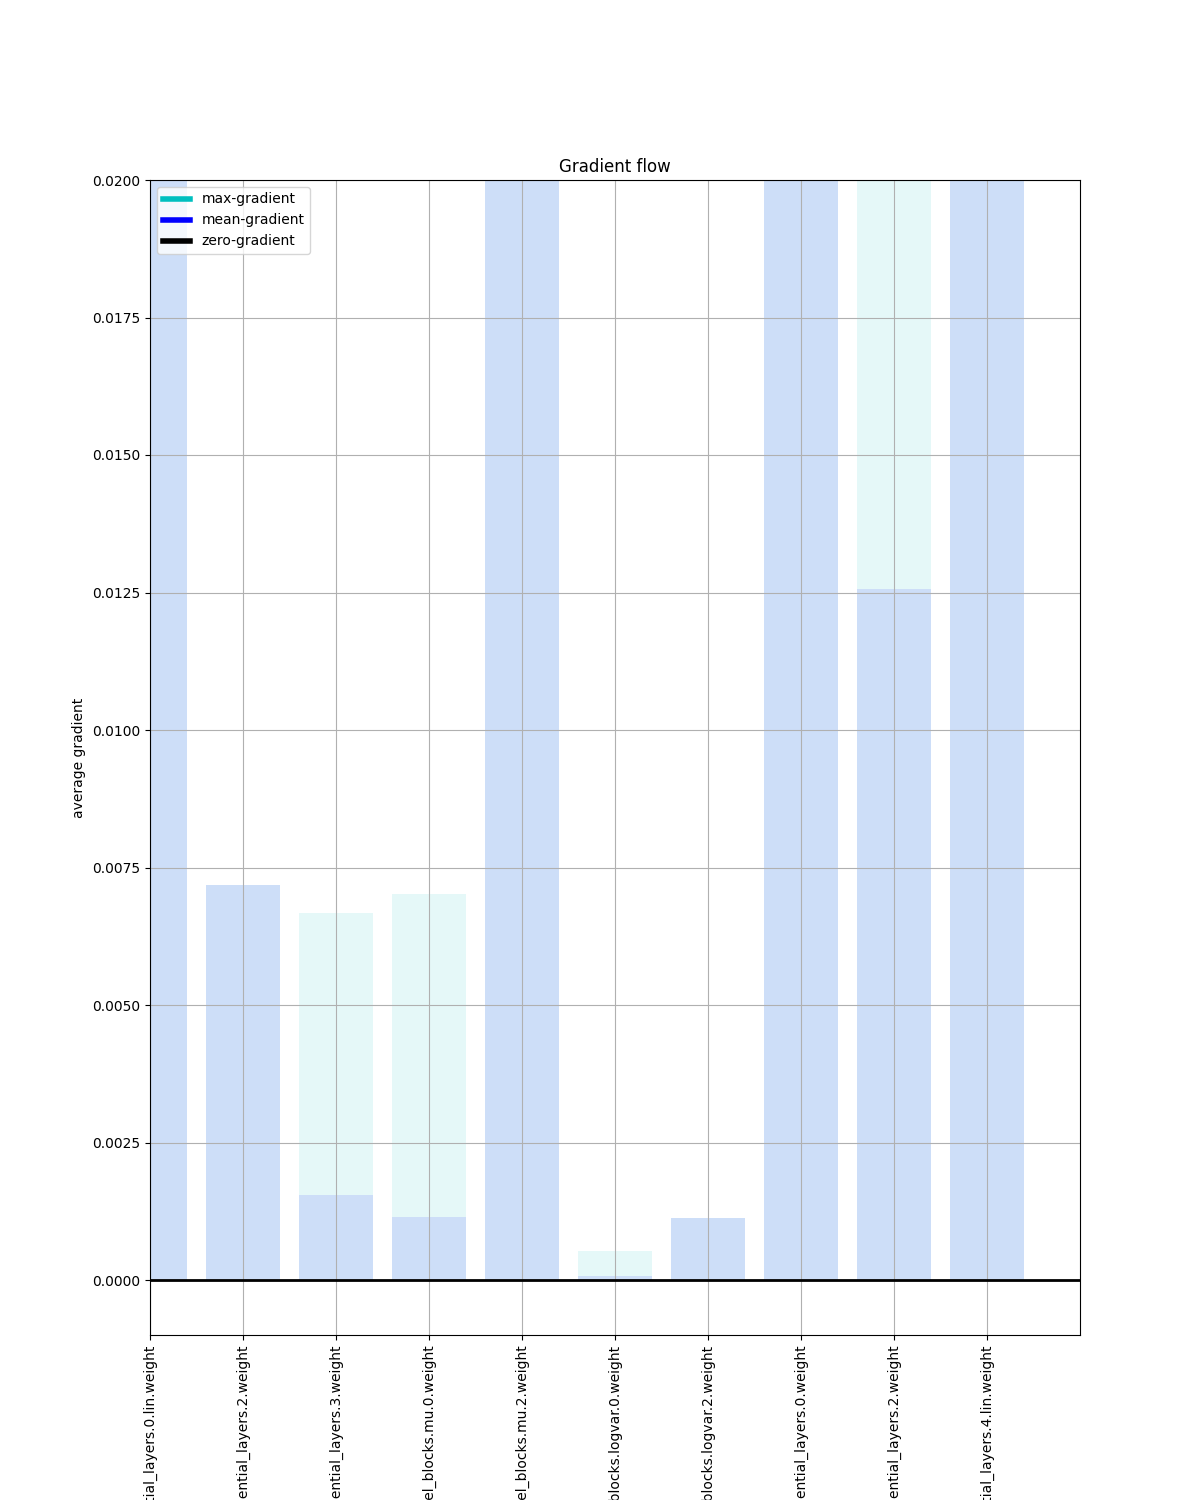 Gradient flow
max-gradient
mean-gradient
zero-gradient
average gradient
0.0200
0.0175
0.0150
0.0125
0.0100
0.0075
0.0050
0.0025
0.0000
tial_layers.0.lin.weight
ential_layers.2.weight
ential_layers.3.weight
el_blocks.mu.0.weight
el_blocks.mu.2.weight
blocks.logvar.0.weight
blocks.logvar.2.weight
ential_layers.0.weight
ential_layers.2.weight
tial_layers.4.lin.weight